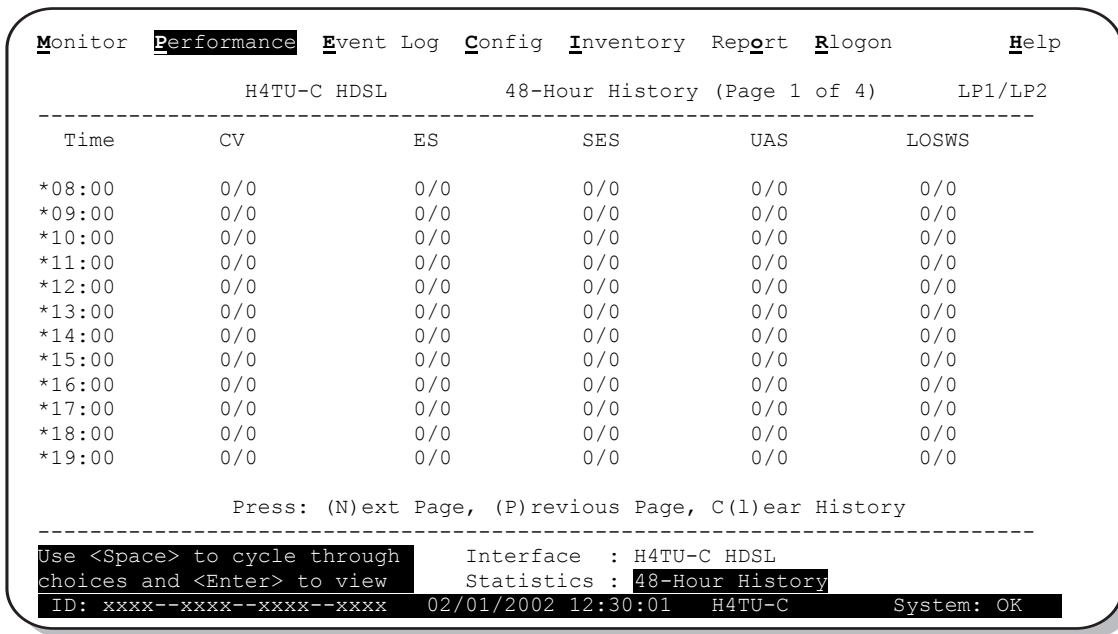 Monitor Performance Event Log Config Inventory Report Rlogon Help
H4TU-C HDSL 48-Hour History (Page 1 of 4) LP1/LP2
--------------------------------------------------------------------------------
Time CV ES SES UAS LOSWS
*08:00 0/0 0/0 0/0 0/0 0/0
*09:00 0/0 0/0 0/0 0/0 0/0
*10:00 0/0 0/0 0/0 0/0 0/0
*11:00 0/0 0/0 0/0 0/0 0/0
*12:00 0/0 0/0 0/0 0/0 0/0
*13:00 0/0 0/0 0/0 0/0 0/0
*14:00 0/0 0/0 0/0 0/0 0/0
*15:00 0/0 0/0 0/0 0/0 0/0
*16:00 0/0 0/0 0/0 0/0 0/0
*17:00 0/0 0/0 0/0 0/0 0/0
*18:00 0/0 0/0 0/0 0/0 0/0
*19:00 0/0 0/0 0/0 0/0 0/0
Press: (N)ext Page, (P)revious Page, C(l)ear History
--------------------------------------------------------------------------------
Use <Space> to cycle through Interface : H4TU-C HDSL
choices and <Enter> to view Statistics : 48-Hour History
ID: xxxx--xxxx--xxxx--xxxx 02/01/2002 12:30:01 H4TU-C System: OK